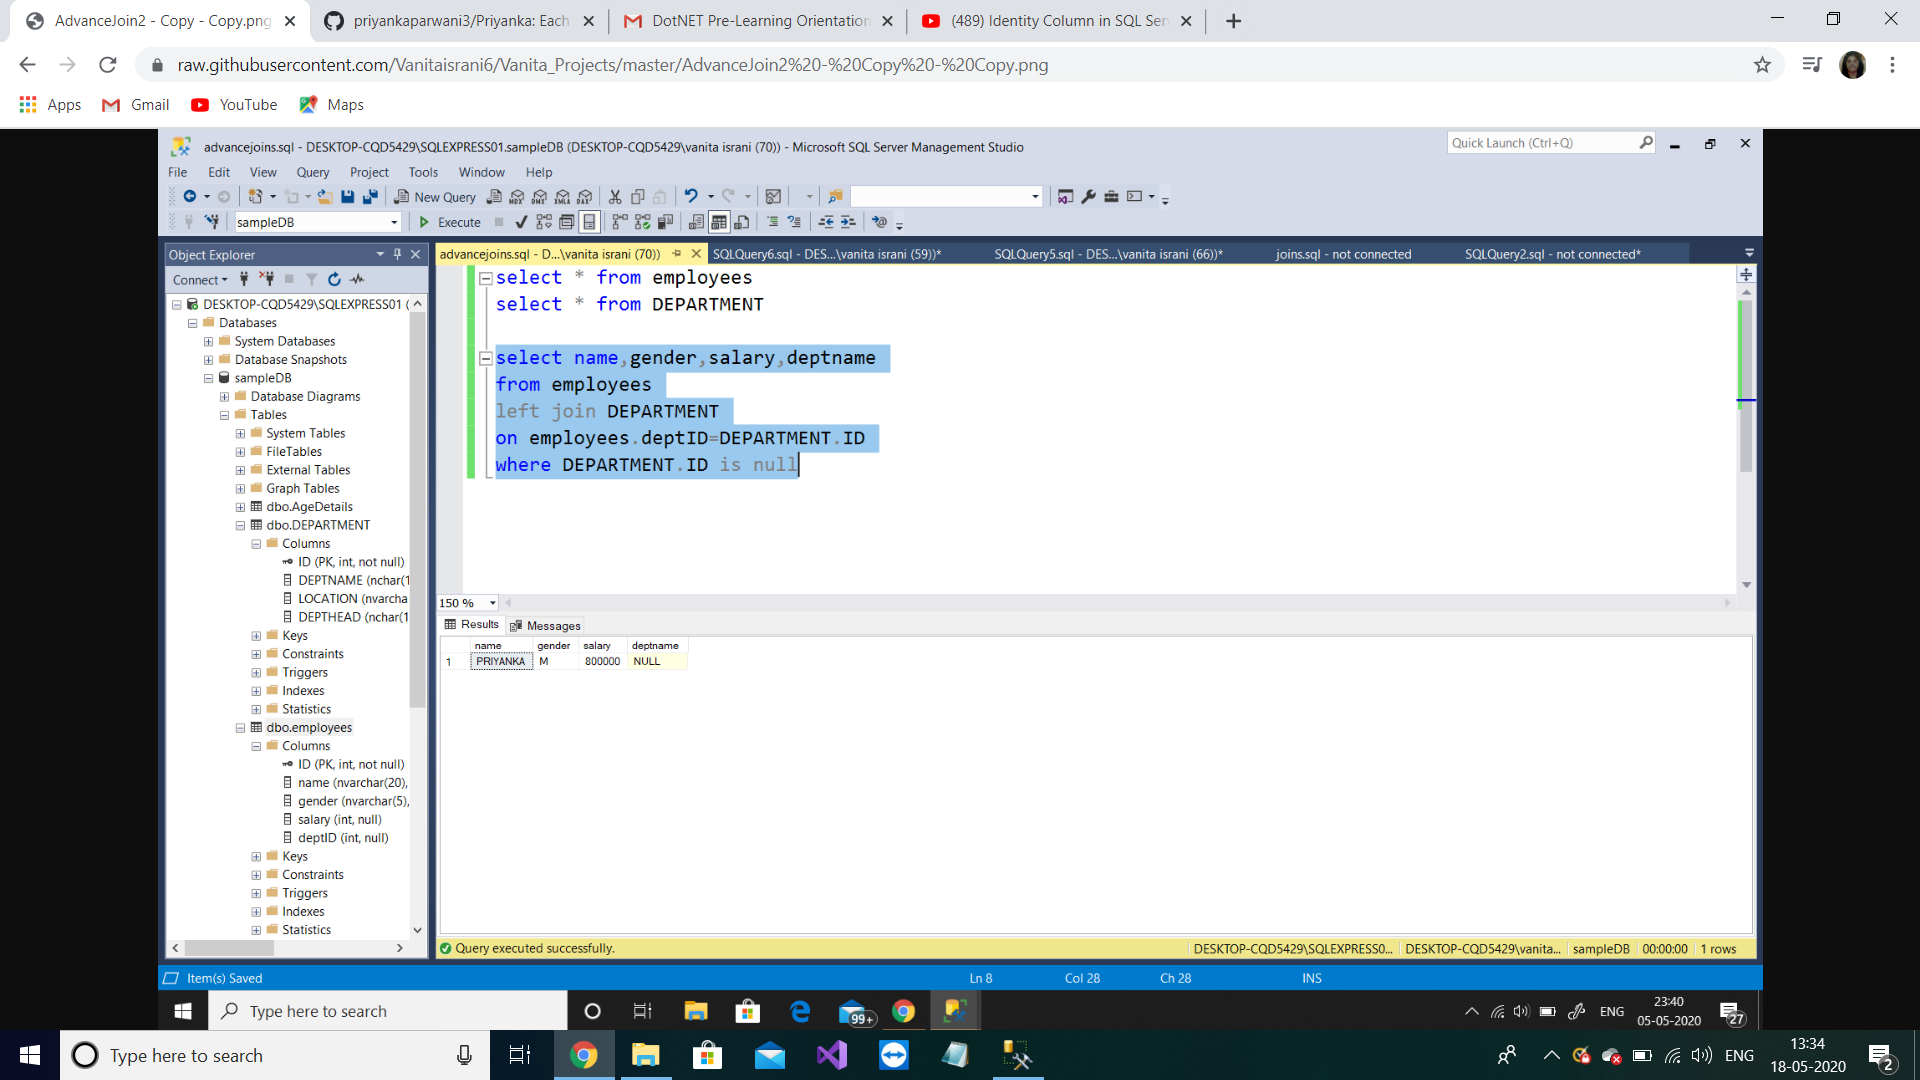 AdvanceJoin2 - Copy - Copy.png
priyankaparwani3/Priyanka: Each
DotNET Pre-Learning Orientation
(489) Identity Column in SQL Ser
raw.githubusercontent.com/Vanitaisrani6/Vanita_Projects/master/AdvanceJoin2%20-%20Copy%20-%20Copy.png
Apps
Gmail
YouTube
Maps
advancejoins.sql - DESKTOP-CQD5429\SQLEXPRESS01.sampleDB (DESKTOP-CQD5429\vanita israni (70)) - Microsoft SQL Server Management Studio
Quick Launch (Ctrl+Q)
File Edit View Query Project Tools Window Help
New Query
MDX DMX XMLA DAX
sampleDB
Execute
Object Explorer
Connect
DESKTOP-CQD5429\SQLEXPRESS01 (
Databases
System Databases
Database Snapshots
sampleDB
Database Diagrams
Tables
System Tables
FileTables
External Tables
Graph Tables
dbo.AgeDetails
dbo.DEPARTMENT
Columns
ID (PK, int, not null)
DEPTNAME (nchar(1
LOCATION (nvarcha
DEPTHEAD (nchar(1
Keys
Constraints
Triggers
Indexes
Statistics
dbo.employees
Columns
ID (PK, int, not null)
name (nvarchar(20),
gender (nvarchar(5),
salary (int, null)
deptID (int, null)
Keys
Constraints
Triggers
Indexes
Statistics
advancejoins.sql - D...\vanita israni (70))
SQLQuery6.sql - DES...\vanita israni (59))*
SQLQuery5.sql - DES...\vanita israni (66))*
joins.sql - not connected
SQLQuery2.sql - not connected*
select * from employees
select * from DEPARTMENT
select name,gender,salary,deptname
from employees
left join DEPARTMENT
on employees.deptID=DEPARTMENT.ID
where DEPARTMENT.ID is null
150 %
Results
Messages
name gender salary deptname
1 PRIYANKA M 800000 NULL
Query executed successfully.
DESKTOP-CQD5429\SQLEXPRESS0...
DESKTOP-CQD5429\vanita...
sampleDB
00:00:00
1 rows
Item(s) Saved
Ln 8
Col 28
Ch 28
INS
Type here to search
99+
ENG
23:40
05-05-2020
27
Type here to search
ENG
13:34
18-05-2020
2